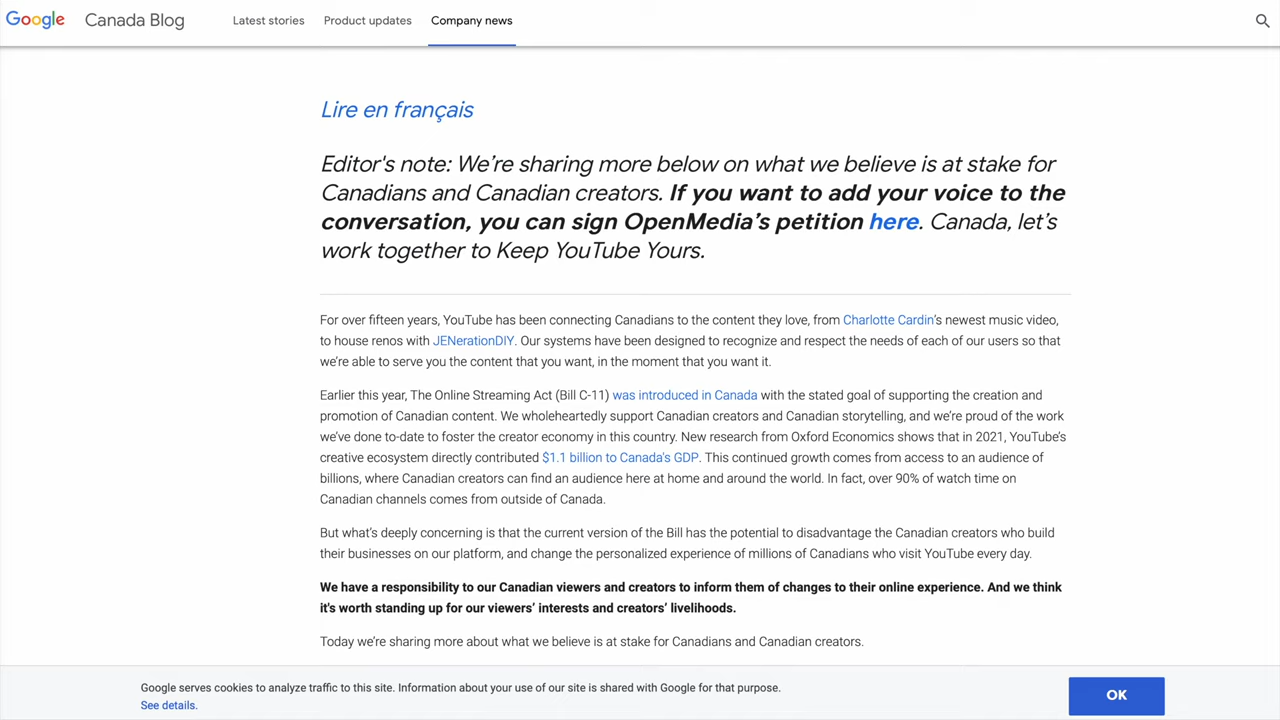 Google Canada Blog Latest stories Product updates Company news
Lire en français
Editor's note: We’re sharing more below on what we believe is at stake for
Canadians and Canadian creators. If you want to add your voice to the
conversation, you can sign OpenMedia’s petition here. Canada, let’s
work together to Keep YouTube Yours.
For over fifteen years, YouTube has been connecting Canadians to the content they love, from Charlotte Cardin’s newest music video,
to house renos with JENerationDIY. Our systems have been designed to recognize and respect the needs of each of our users so that
we’re able to serve you the content that you want, in the moment that you want it.
Earlier this year, The Online Streaming Act (Bill C-11) was introduced in Canada with the stated goal of supporting the creation and
promotion of Canadian content. We wholeheartedly support Canadian creators and Canadian storytelling, and we’re proud of the work
we’ve done to-date to foster the creator economy in this country. New research from Oxford Economics shows that in 2021, YouTube’s
creative ecosystem directly contributed $1.1 billion to Canada’s GDP. This continued growth comes from access to an audience of
billions, where Canadian creators can find an audience here at home and around the world. In fact, over 90% of watch time on
Canadian channels comes from outside of Canada.
But what’s deeply concerning is that the current version of the Bill has the potential to disadvantage the Canadian creators who build
their businesses on our platform, and change the personalized experience of millions of Canadians who visit YouTube every day.
We have a responsibility to our Canadian viewers and creators to inform them of changes to their online experience. And we think
it's worth standing up for our viewers’ interests and creators’ livelihoods.
Today we’re sharing more about what we believe is at stake for Canadians and Canadian creators.
Google serves cookies to analyze traffic to this site. Information about your use of our site is shared with Google for that purpose.
See details.
OK